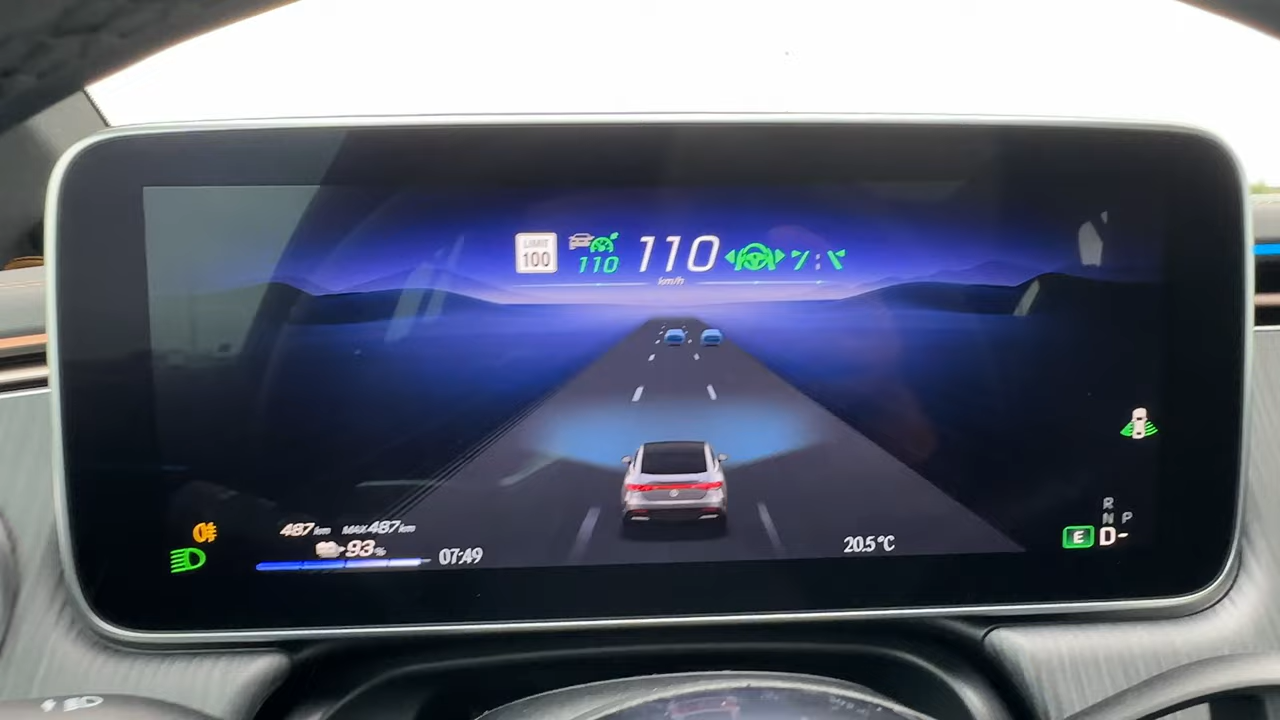 LIMIT
100
110
110
km/h
487 km MAX 487 km
93%
07:49
20.5°C
R
N P
E D-